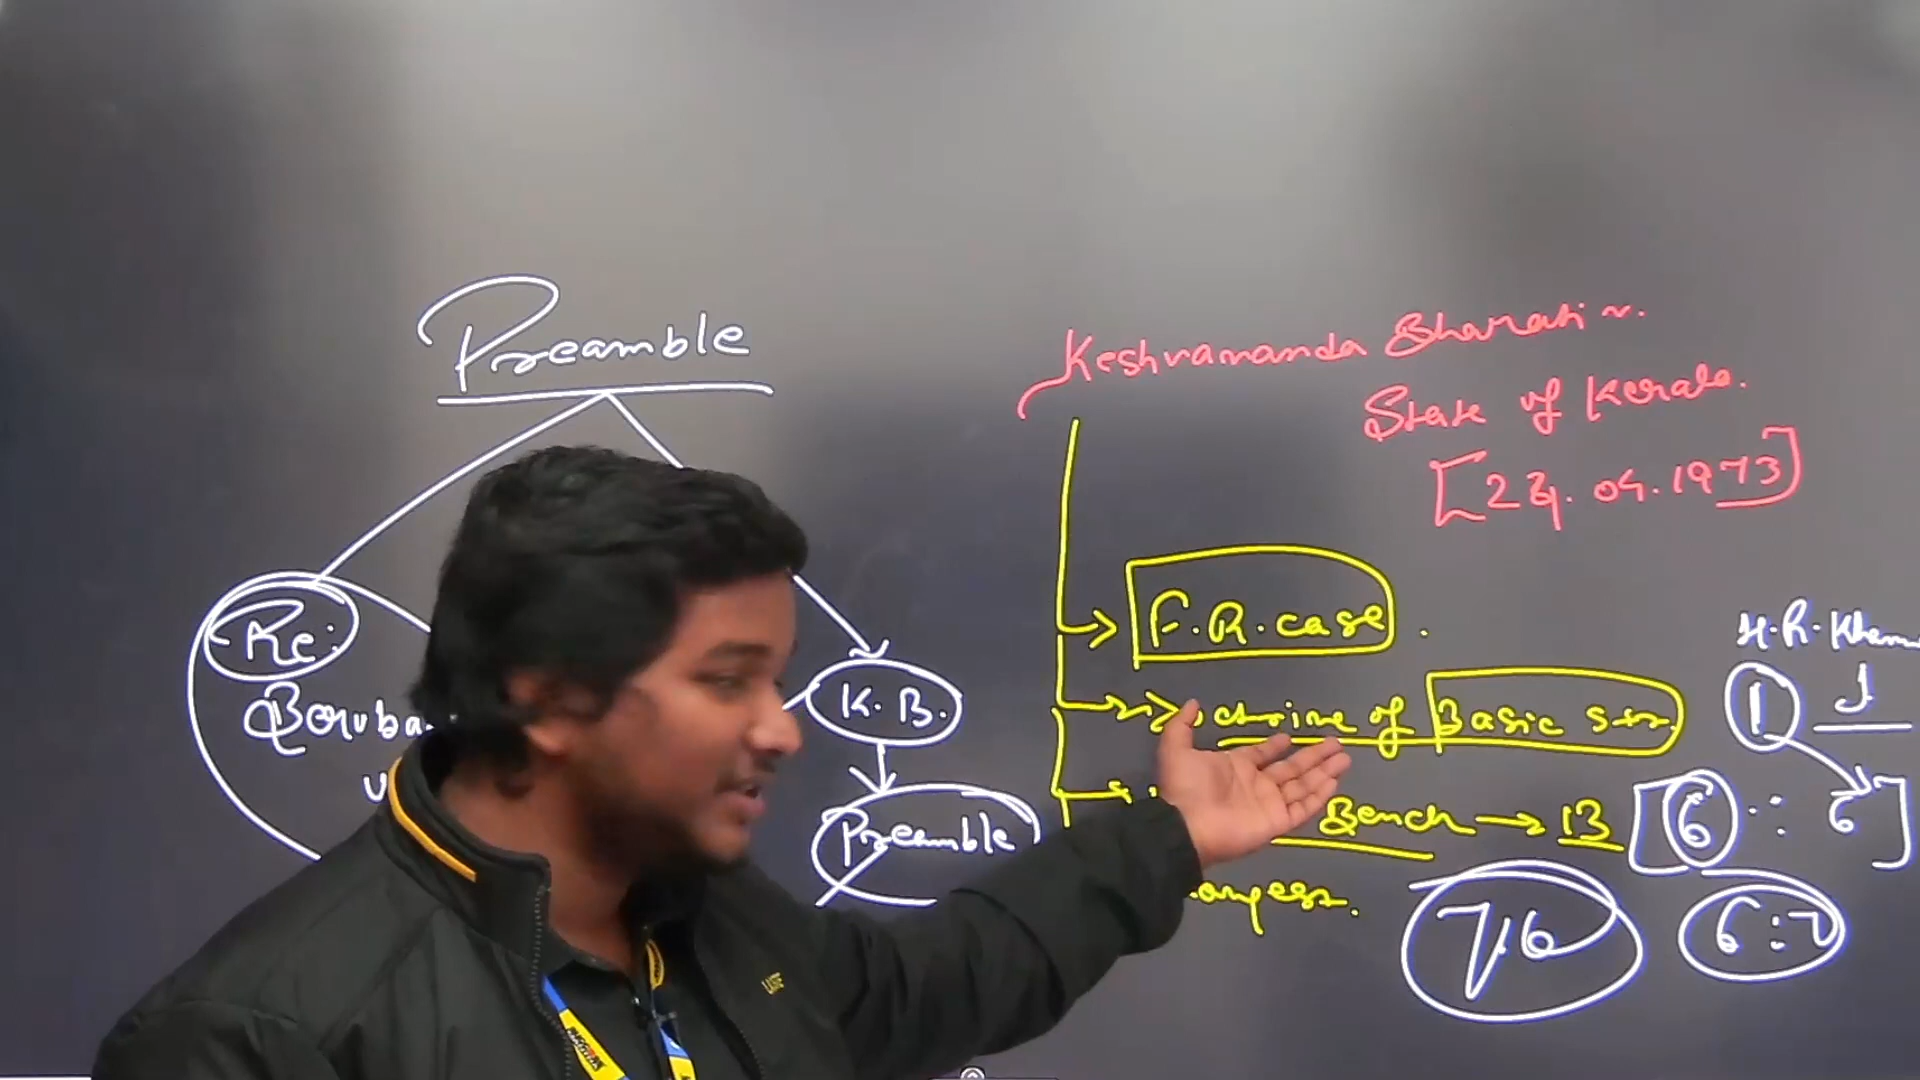 Preamble
Re:
Beruba
K. B.
Preamble
Keshvananda Bharati v.
State of Kerala.
[24. 04. 1973]
F. R. case.
Doctrine of Basic str.
Bench → 13 [6 :: 6]
7/6 6:7
H. R. Khanna
1 J